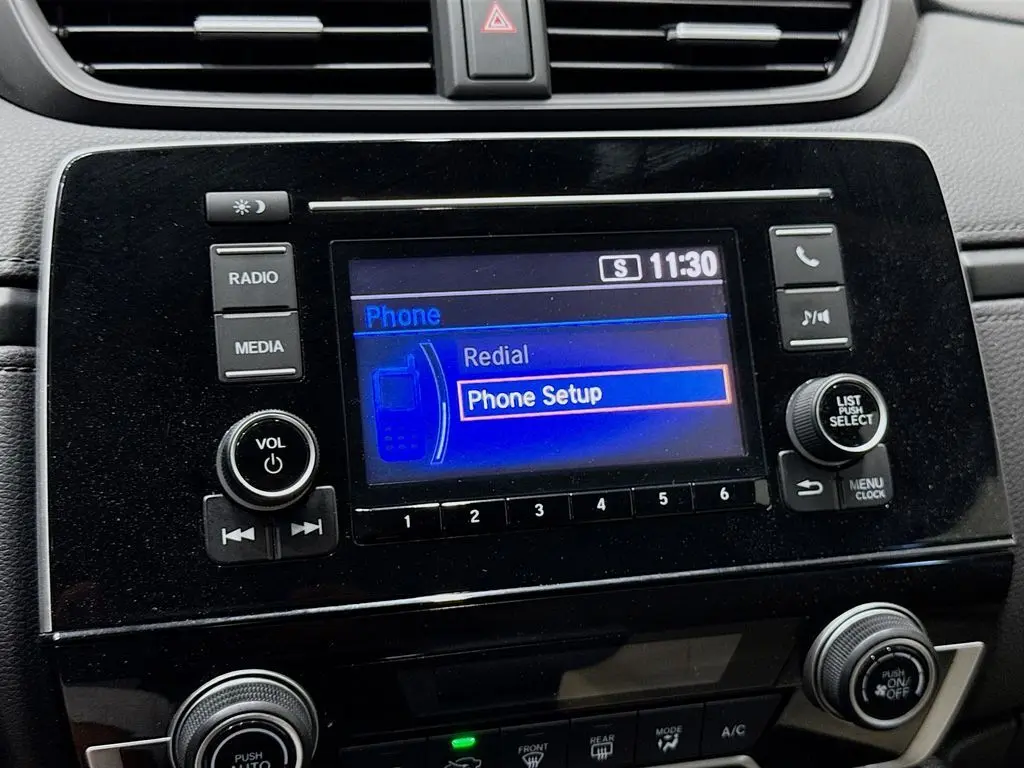 S 11:30
RADIO
Phone
MEDIA
Redial
Phone Setup
VOL
LIST
PUSH
SELECT
MENU
CLOCK
1 2 3 4 5 6
PUSH
AUTO
FRONT
REAR
MODE
A/C
PUSH
ON/
OFF